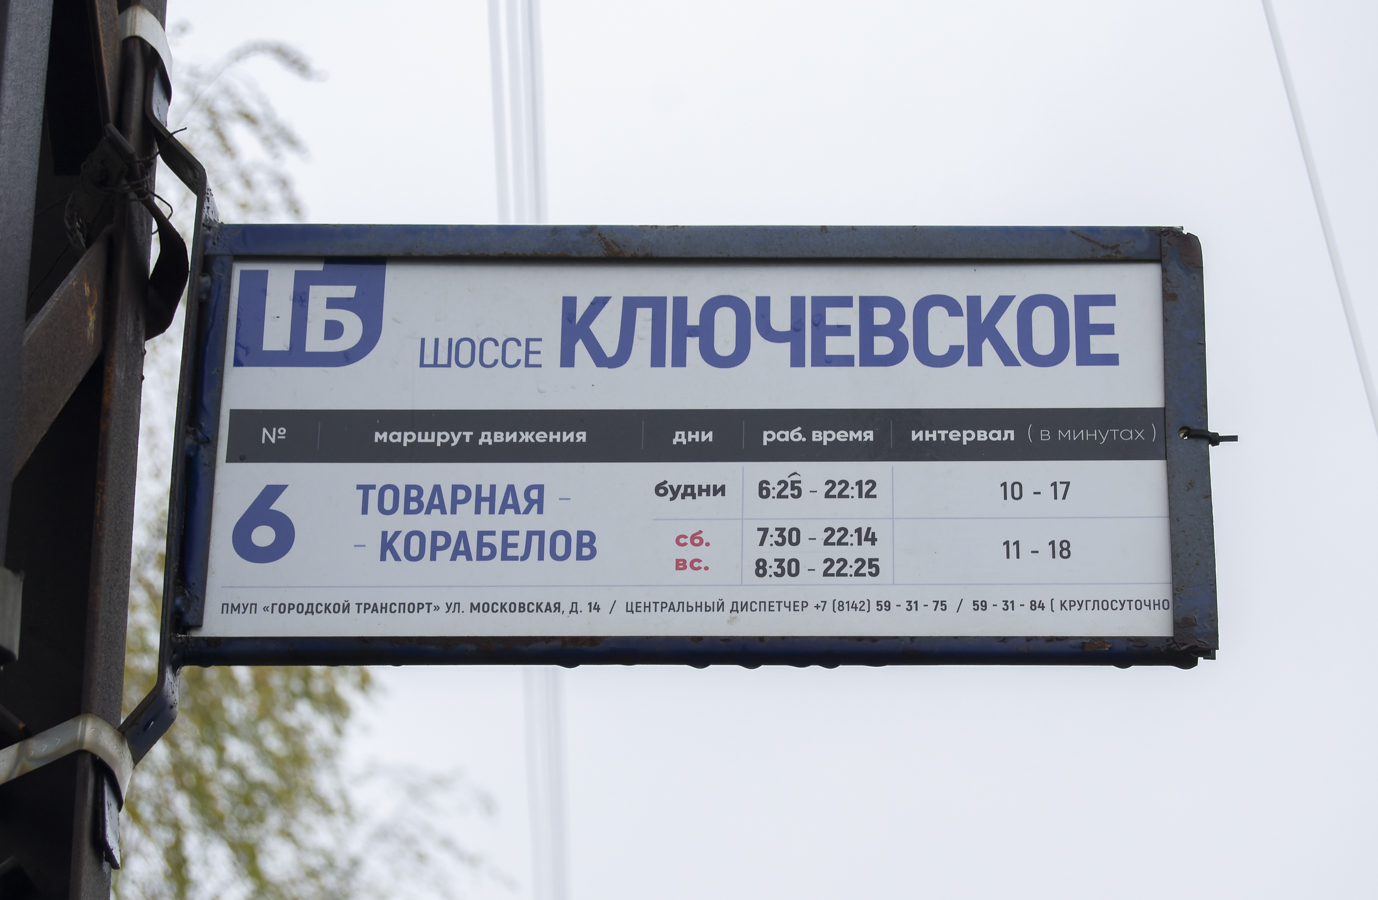 ТБ
ШОССЕ КЛЮЧЕВСКОЕ
№ маршрут движения дни раб. время интервал ( в минутах )
6 ТОВАРНАЯ –
– КОРАБЕЛОВ
будни 6:25 – 22:12 10 - 17
сб. 7:30 – 22:14
вс. 8:30 – 22:25
11 - 18
ПМУП «ГОРОДСКОЙ ТРАНСПОРТ» УЛ. МОСКОВСКАЯ, Д. 14 / ЦЕНТРАЛЬНЫЙ ДИСПЕТЧЕР +7 (8142) 59 - 31 - 75 / 59 - 31 - 84 ( КРУГЛОСУТОЧНО